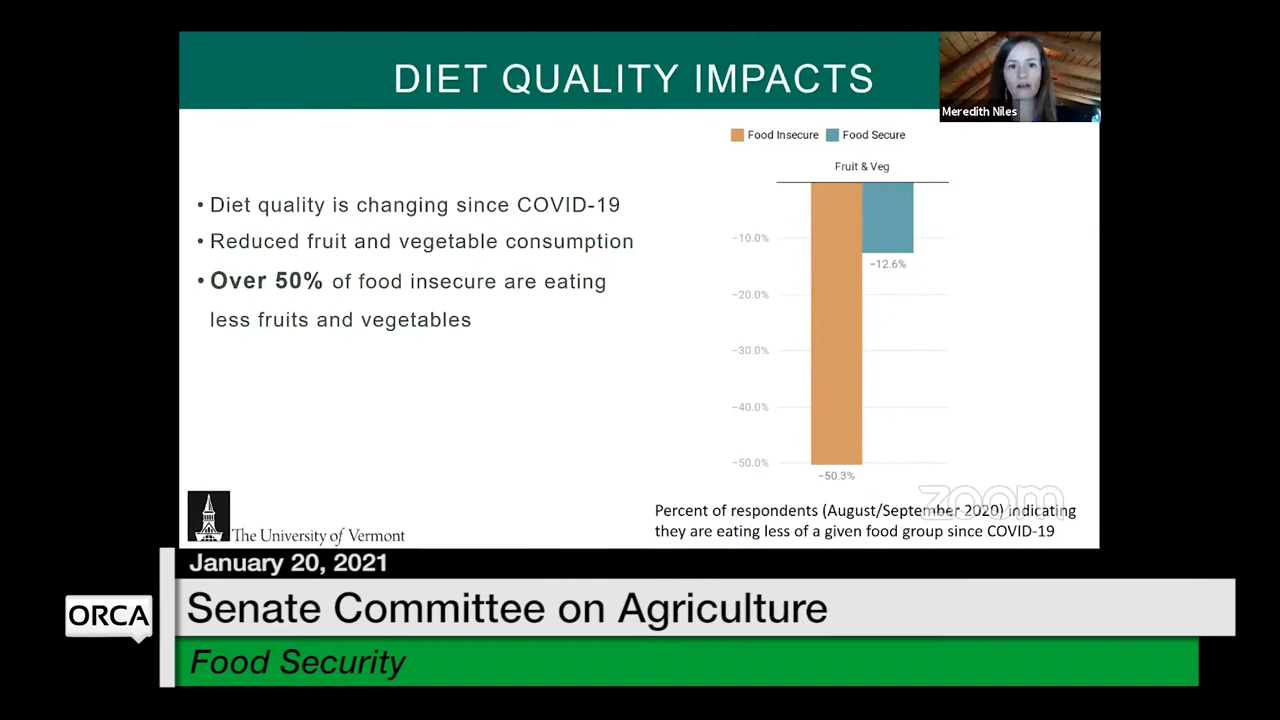 DIET QUALITY IMPACTS
Meredith Niles
Food Insecure Food Secure
Fruit & Veg
• Diet quality is changing since COVID-19
• Reduced fruit and vegetable consumption
• Over 50% of food insecure are eating
less fruits and vegetables
−10.0%
−12.6%
−20.0%
−30.0%
−40.0%
−50.0%
−50.3%
zoom
Percent of respondents (August/September 2020) indicating
they are eating less of a given food group since COVID-19
The University of Vermont
January 20, 2021
ORCA
Senate Committee on Agriculture
Food Security